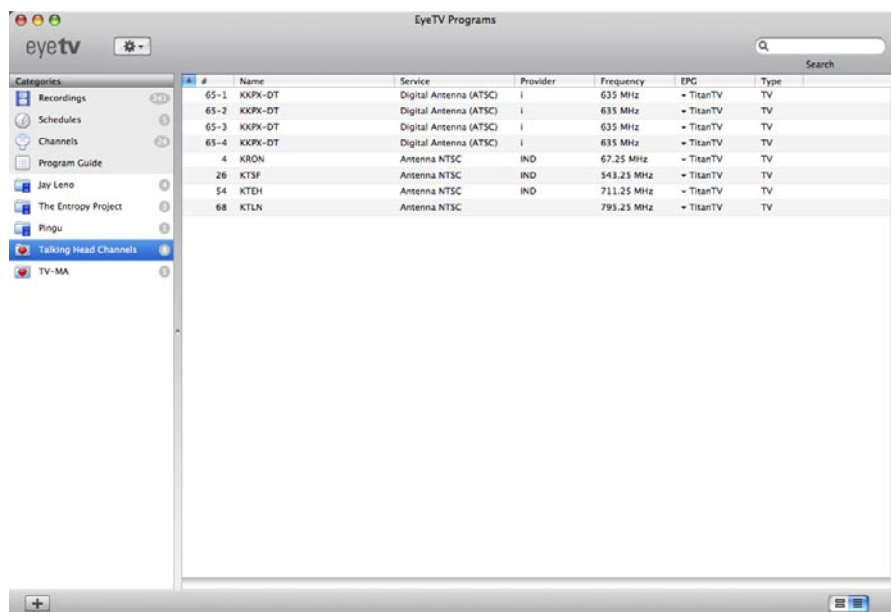 EyeTV Programs
eyetv
Search
Categories
Recordings
Schedules
Channels
Program Guide
Jay Leno
The Entropy Project
Pingu
Talking Head Channels
TV-MA
# Name Service Provider Frequency EPG Type
65-1 KKPX-DT Digital Antenna (ATSC) i 635 MHz TitanTV TV
65-2 KKPX-DT Digital Antenna (ATSC) i 635 MHz TitanTV TV
65-3 KKPX-DT Digital Antenna (ATSC) i 635 MHz TitanTV TV
65-4 KKPX-DT Digital Antenna (ATSC) i 635 MHz TitanTV TV
4 KRON Antenna NTSC IND 67.25 MHz TitanTV TV
26 KTSF Antenna NTSC IND 543.25 MHz TitanTV TV
54 KTEH Antenna NTSC IND 711.25 MHz TitanTV TV
68 KTLN Antenna NTSC 795.25 MHz TitanTV TV